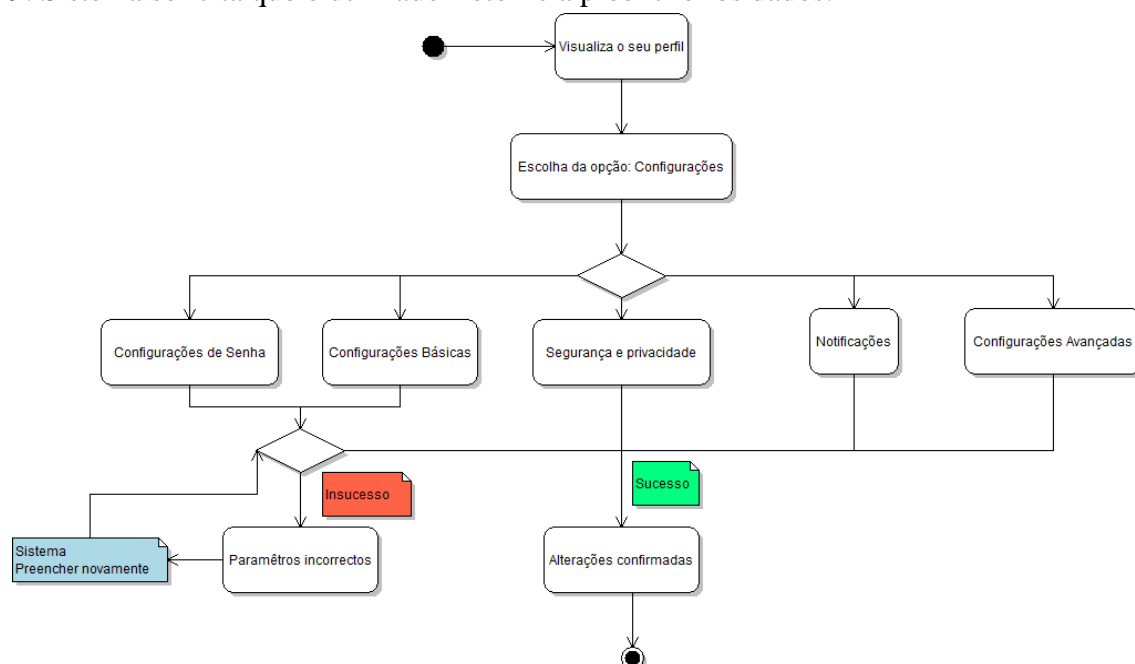 Visualiza o seu perfil
Escolha da opção: Configurações
Configurações de Senha
Configurações Básicas
Segurança e privacidade
Notificações
Configurações Avançadas
Insucesso
Sucesso
Sistema
Preencher novamente
Paramêtros incorrectos
Alterações confirmadas